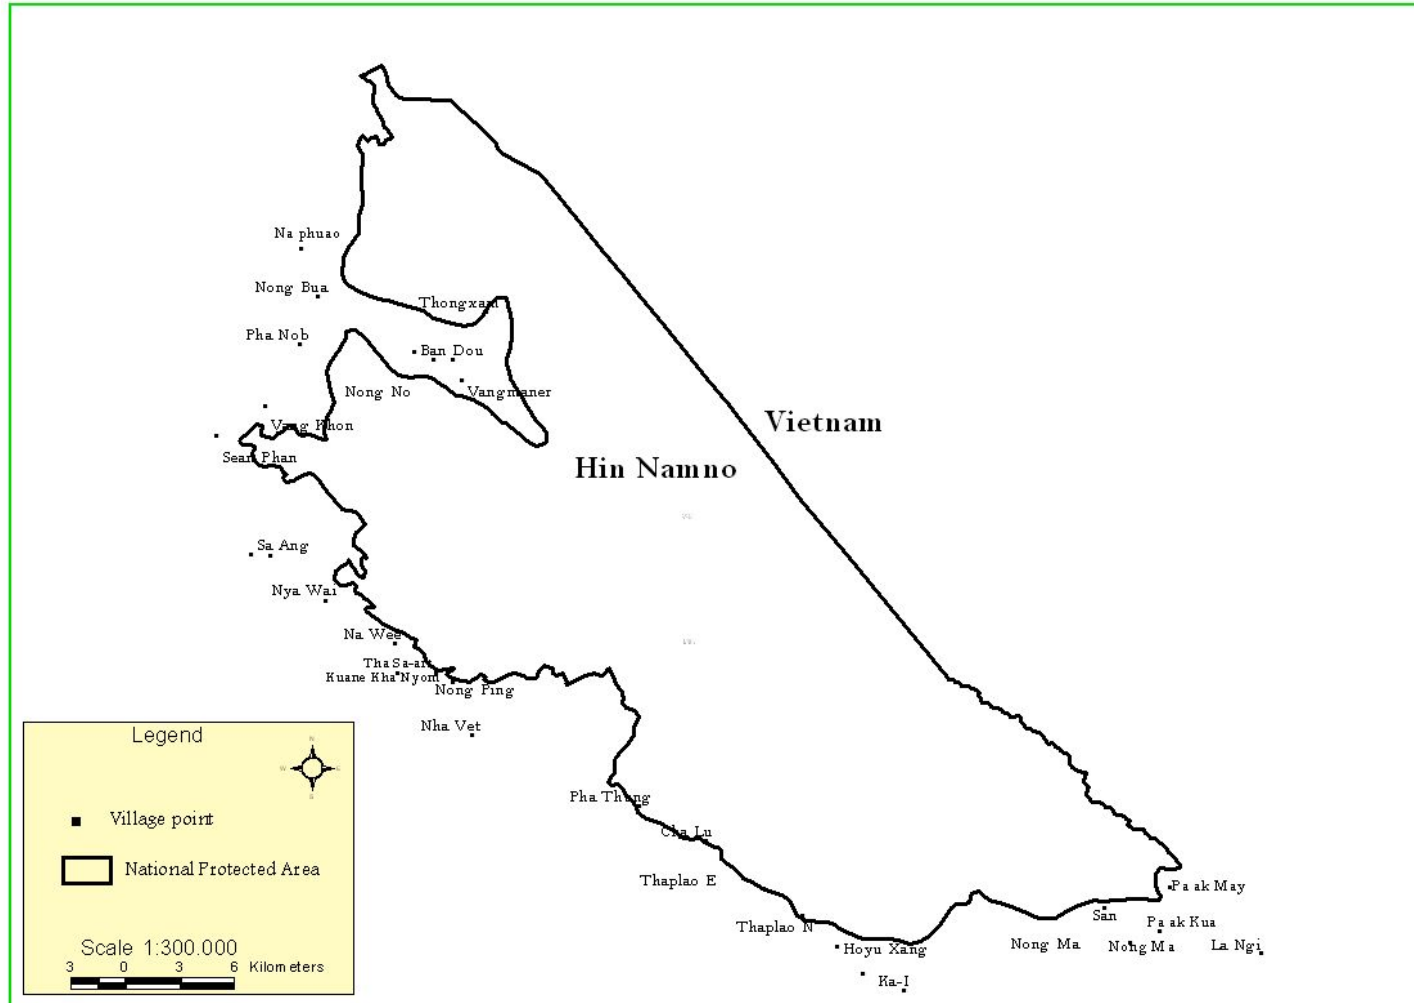 Na phuao
Nong Bua
Thongxam
Pha Nob
Ban Dou
Nong No
Vangmaner
Vang Khon
Vietnam
Sean Phan
Hin Namno
Sa Ang
Nya Wai
Na Wee
Tha Sa-art
Kuane Kha Nyom
Nong Ping
Nha Vet
Pha Thung
Cha Lu
Thaplao E
Thaplao N
Hoyu Xang
Ka-I
Nong Ma
San
Pa ak May
Pa ak Kua
Nong Ma
La Ngi
Legend
N
W E
S
Village point
National Protected Area
Scale 1:300.000
3 0 3 6 Kilometers